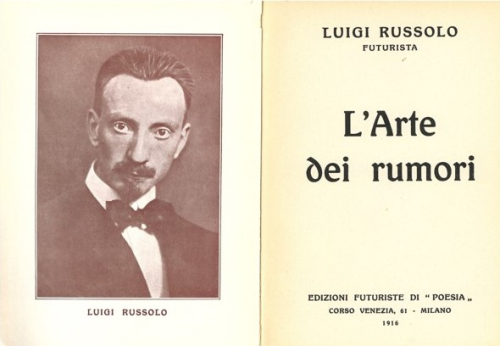 LUIGI RUSSOLO
LUIGI RUSSOLO
FUTURISTA
L'Arte
dei rumori
EDIZIONI FUTURISTE DI "POESIA„
CORSO VENEZIA, 61 - MILANO
1916